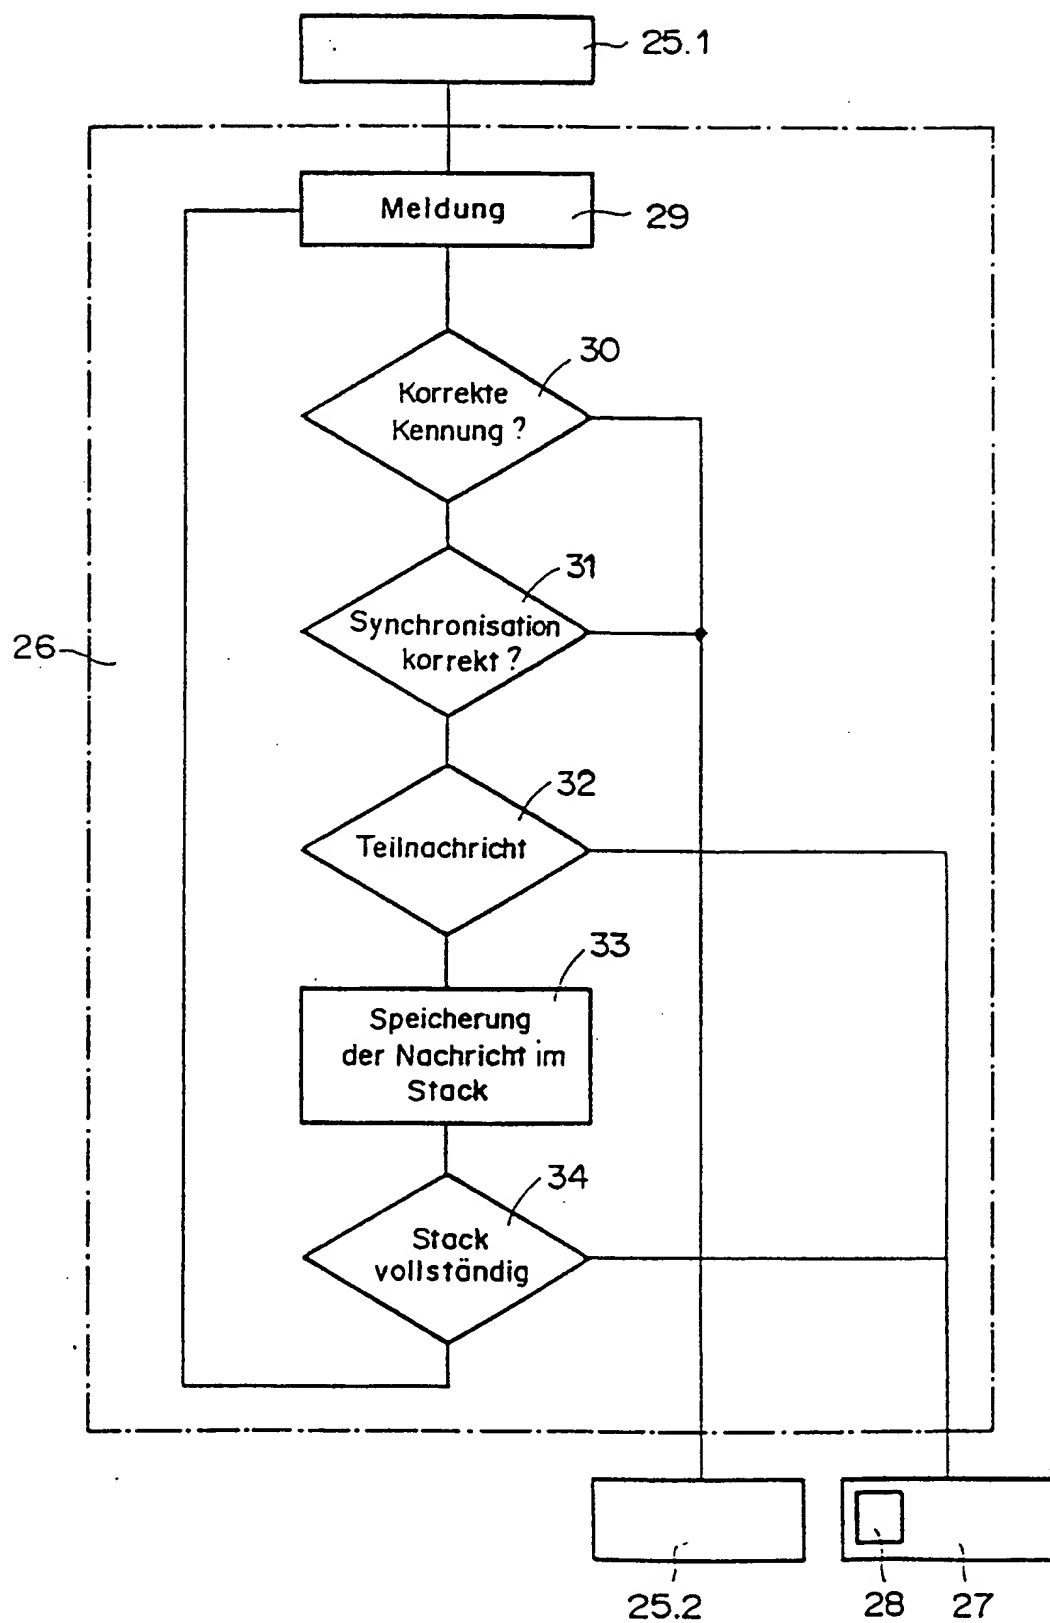 25.1
Meldung
29
30
Korrekte
Kennung ?
31
Synchronisation
korrekt ?
26
32
Teilnachricht
33
Speicherung
der Nachricht im
Stack
34
Stack
vollständig
25.2
28
27